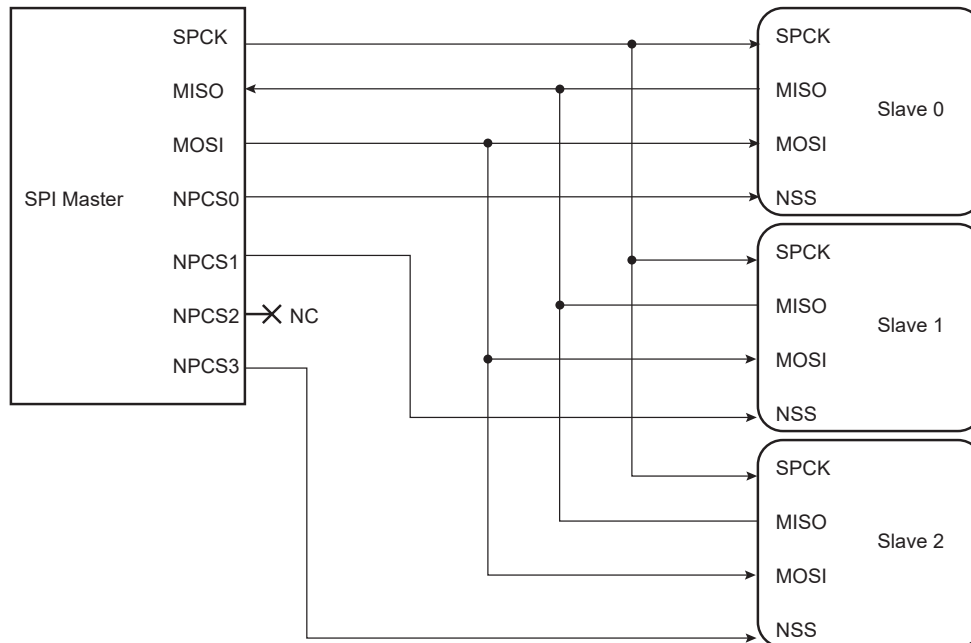 SPI Master
SPCK
MISO
MOSI
NPCS0
NPCS1
NPCS2
NC
NPCS3
SPCK
MISO
Slave 0
MOSI
NSS
SPCK
MISO
Slave 1
MOSI
NSS
SPCK
MISO
Slave 2
MOSI
NSS